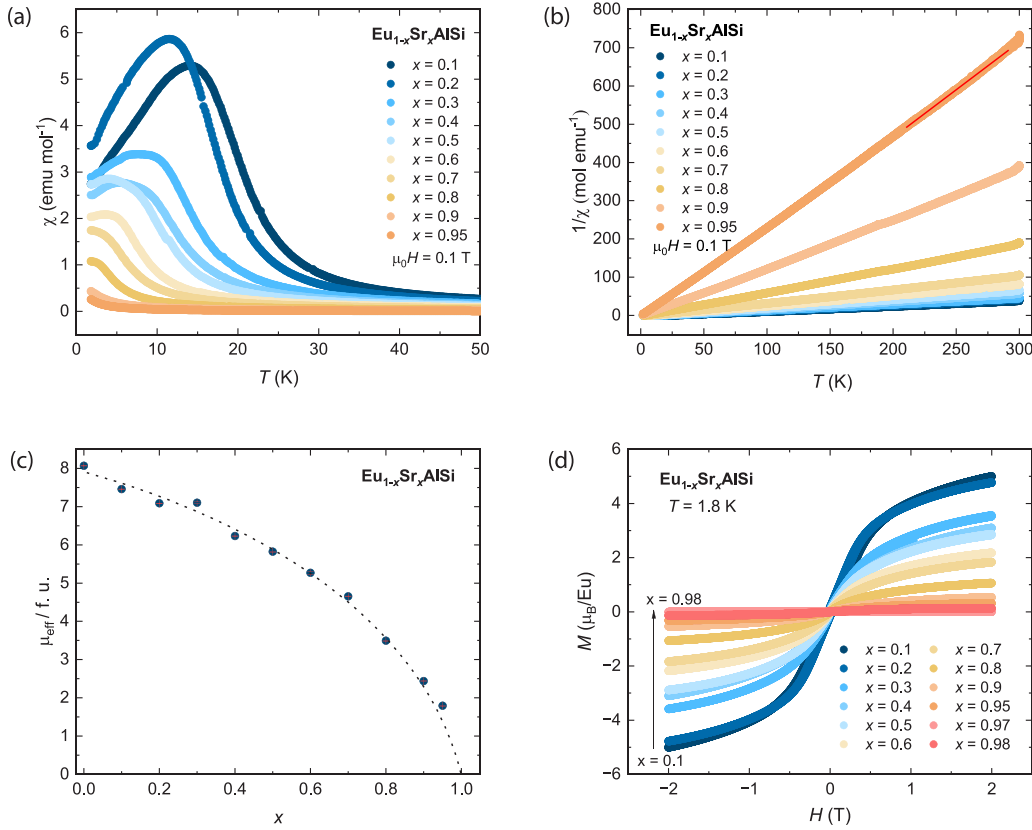 (a)
Eu1-xSrxAlSi
x = 0.1
x = 0.2
x = 0.3
x = 0.4
x = 0.5
x = 0.6
x = 0.7
x = 0.8
x = 0.9
x = 0.95
μ0H = 0.1 T
χ (emu mol⁻¹)
6
5
4
3
2
1
0
0 10 20 30 40 50
T (K)
(b)
Eu1-xSrxAlSi
x = 0.1
x = 0.2
x = 0.3
x = 0.4
x = 0.5
x = 0.6
x = 0.7
x = 0.8
x = 0.9
x = 0.95
μ0H = 0.1 T
1/χ (mol emu⁻¹)
800
700
600
500
400
300
200
100
0
0 50 100 150 200 250 300
T (K)
(c)
Eu1-xSrxAlSi
μeff/ f. u.
9
8
7
6
5
4
3
2
1
0
0.0 0.2 0.4 0.6 0.8 1.0
x
(d)
Eu1-xSrxAlSi
T = 1.8 K
M (μB/Eu)
6
4
2
0
−2
−4
−6
x = 0.98
x = 0.1
x = 0.1
x = 0.2
x = 0.3
x = 0.4
x = 0.5
x = 0.6
x = 0.7
x = 0.8
x = 0.9
x = 0.95
x = 0.97
x = 0.98
−2 −1 0 1 2
H (T)